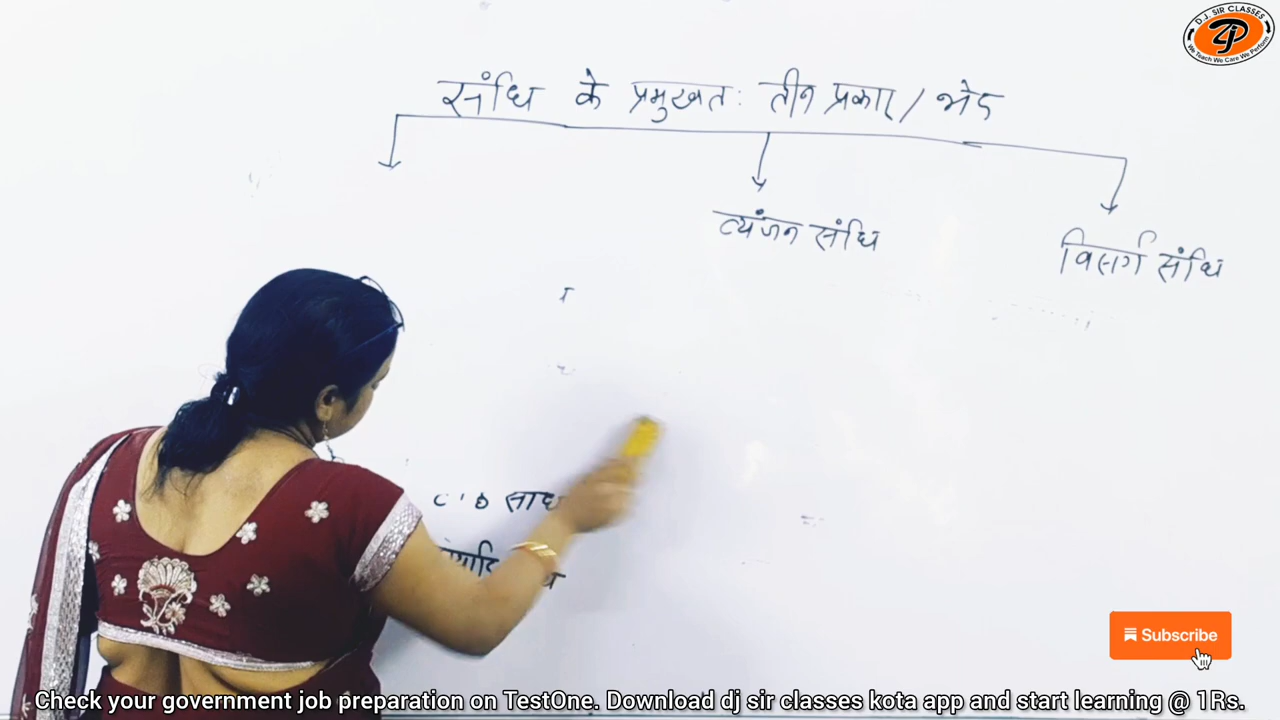 D.J. SIR CLASSES
We Teach We Care We Perform
संधि के प्रमुखतः तीन प्रकार / भेद
व्यंजन संधि
विसर्ग संधि
Subscribe
Check your government job preparation on TestOne. Download dj sir classes kota app and start learning @ 1Rs.